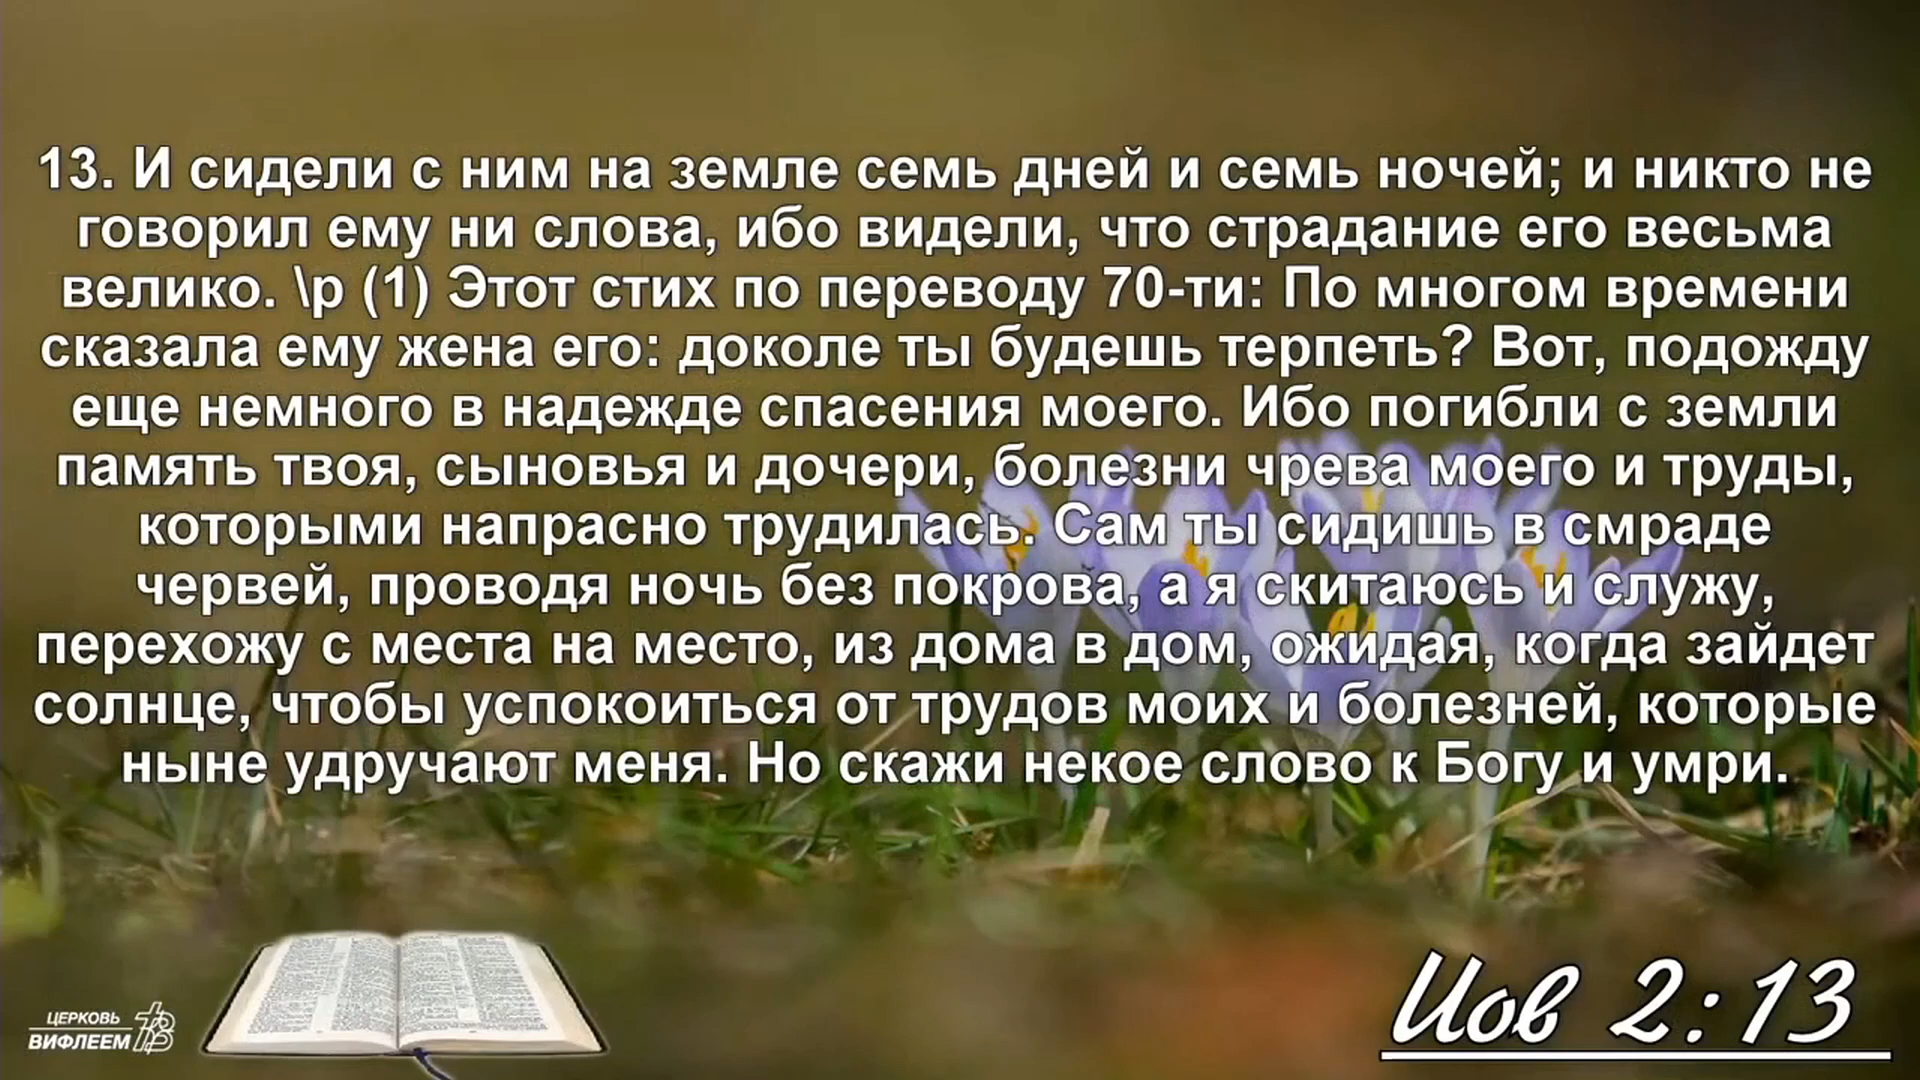 13. И сидели с ним на земле семь дней и семь ночей; и никто не
говорил ему ни слова, ибо видели, что страдание его весьма
велико. \p (1) Этот стих по переводу 70-ти: По многом времени
сказала ему жена его: доколе ты будешь терпеть? Вот, подожду
еще немного в надежде спасения моего. Ибо погибли с земли
память твоя, сыновья и дочери, болезни чрева моего и труды,
которыми напрасно трудилась. Сам ты сидишь в смраде
червей, проводя ночь без покрова, а я скитаюсь и служу,
перехожу с места на место, из дома в дом, ожидая, когда зайдет
солнце, чтобы успокоиться от трудов моих и болезней, которые
ныне удручают меня. Но скажи некое слово к Богу и умри.
ЦЕРКОВЬ
ВИФЛЕЕМ
Иов 2:13